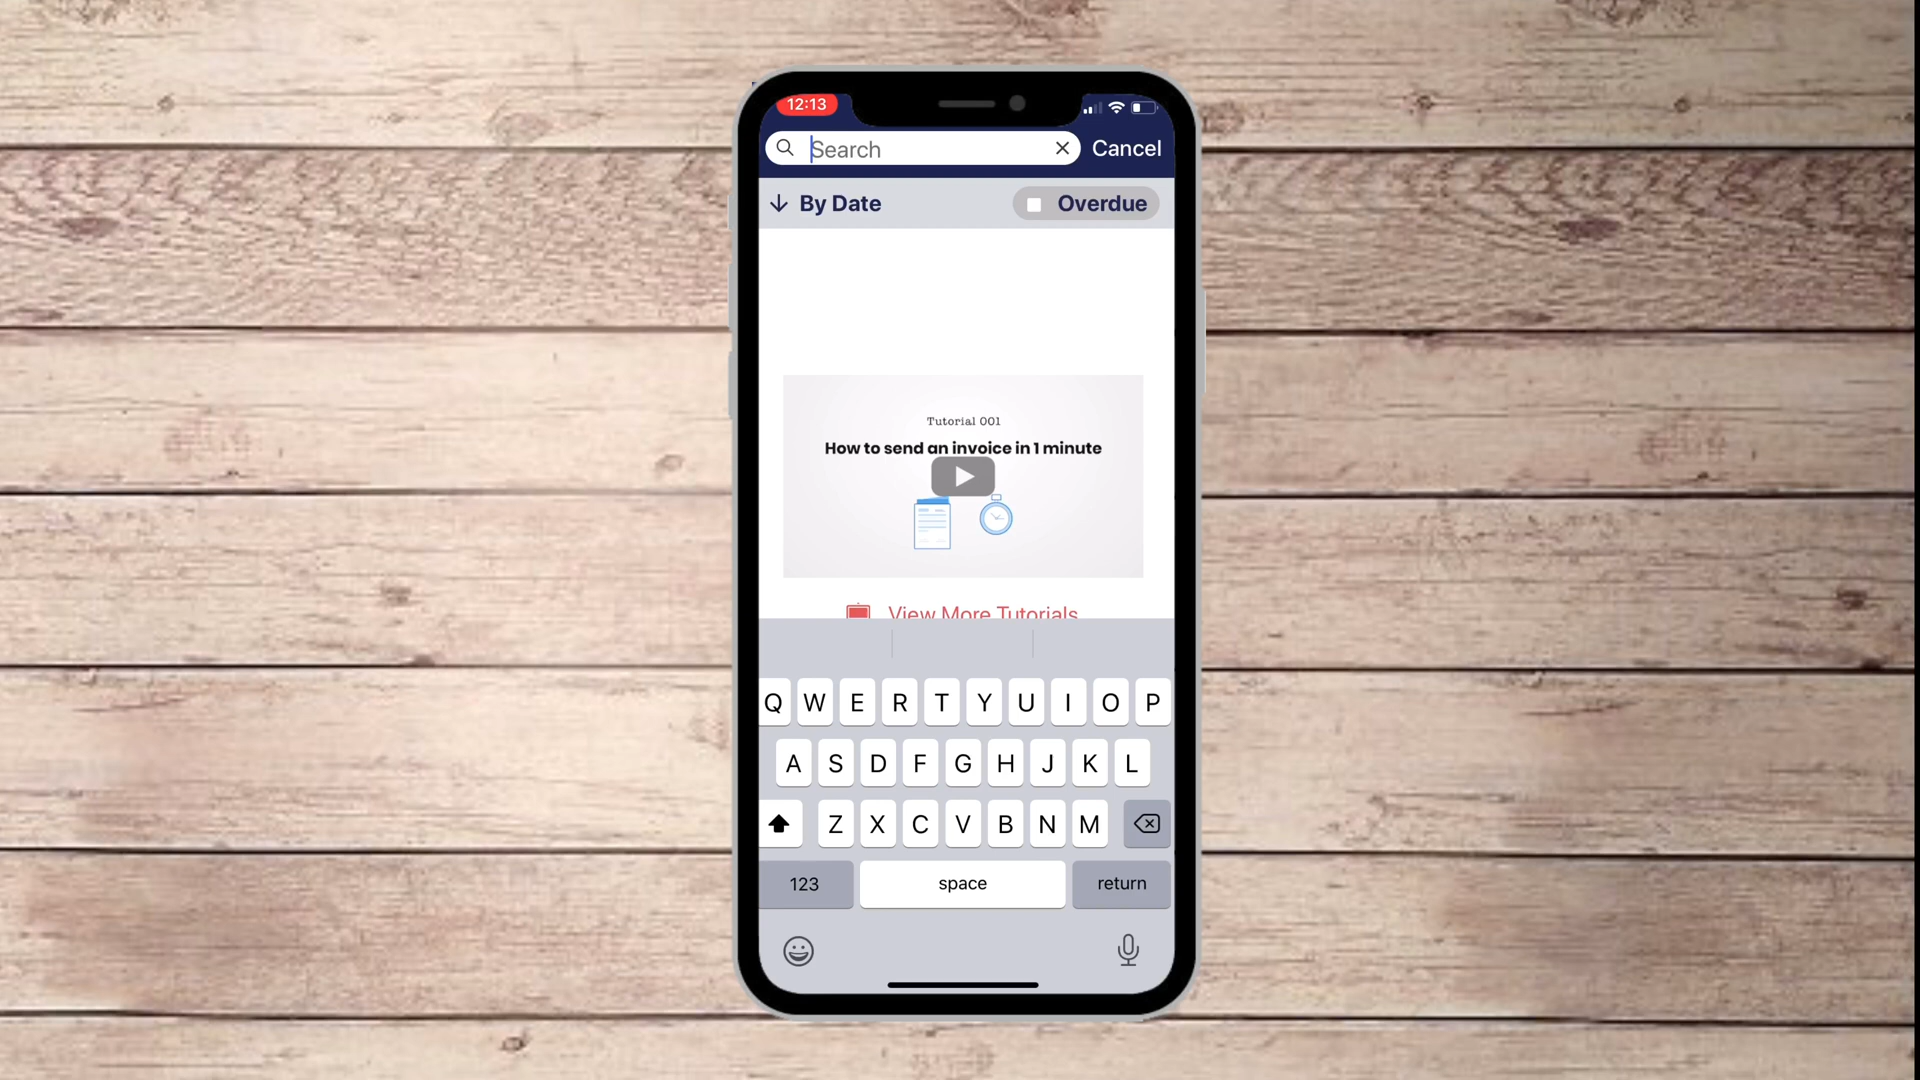 12:13
Search
Cancel
By Date
Overdue
Tutorial 001
How to send an invoice in 1 minute
View More Tutorials
Q W E R T Y U I O P
A S D F G H J K L
Z X C V B N M
123
space
return